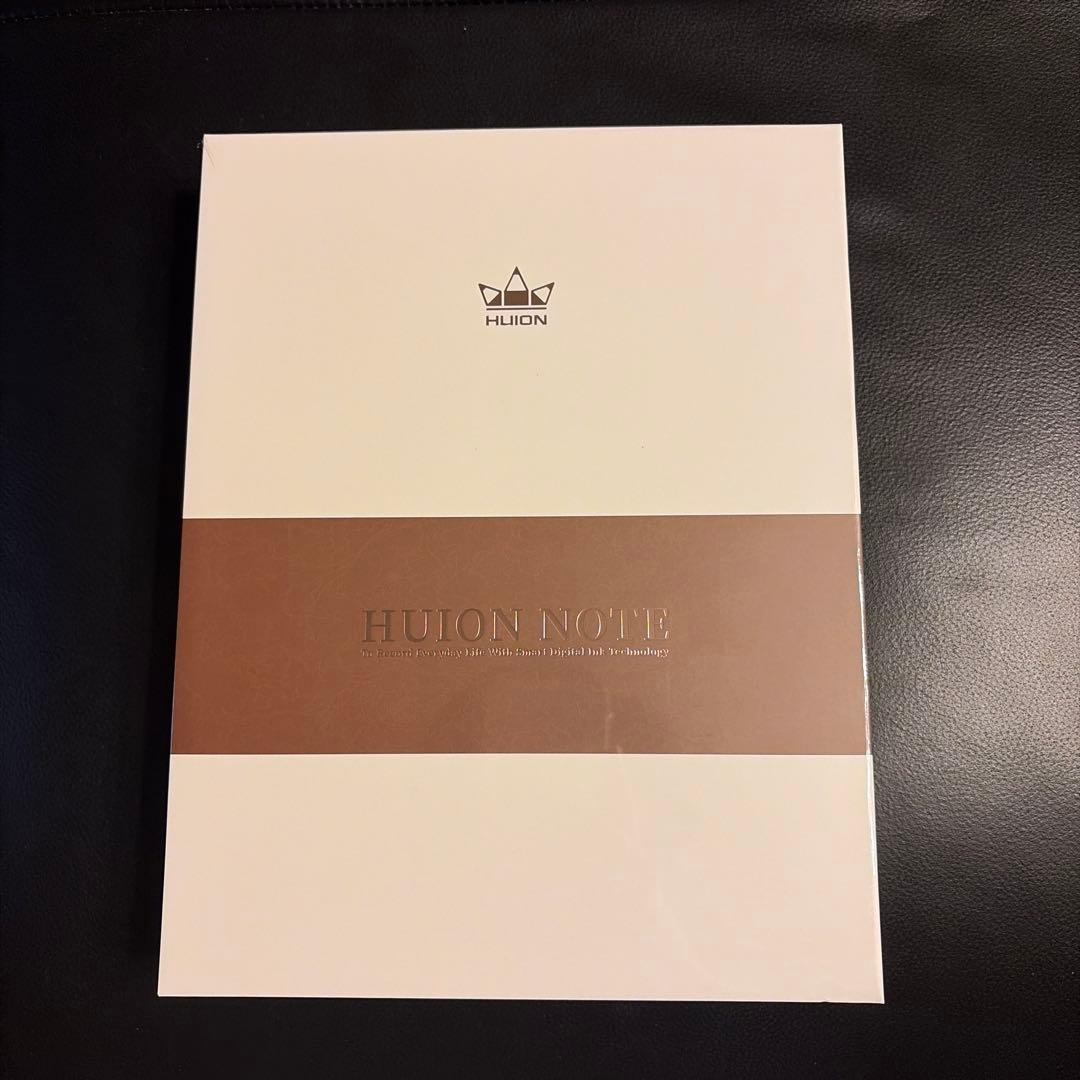 HUION
HUION NOTE
To Record Everyday Life With Smart Digital Ink Technology